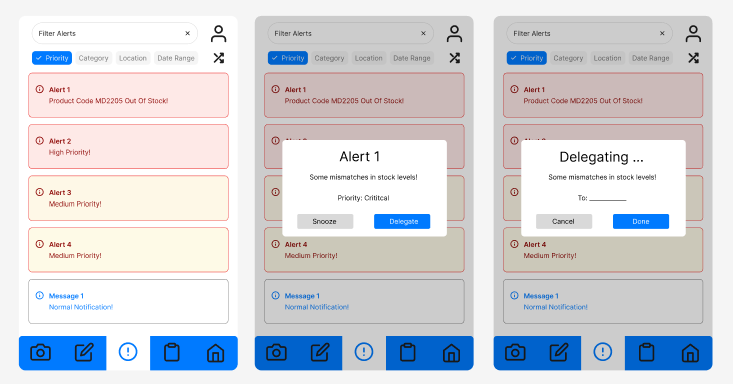 Filter Alerts
Priority Category Location Date Range
Alert 1
Product Code MD2205 Out Of Stock!
Alert 2
High Priority!
Alert 3
Medium Priority!
Alert 4
Medium Priority!
Message 1
Normal Notification!
Filter Alerts
Priority Category Location Date Range
Alert 1
Product Code MD2205 Out Of Stock!
Alert 1
Some mismatches in stock levels!
Priority: Crititcal
Snooze Delegate
Alert 4
Medium Priority!
Message 1
Normal Notification!
Filter Alerts
Priority Category Location Date Range
Alert 1
Product Code MD2205 Out Of Stock!
Delegating ...
Some mismatches in stock levels!
To: ___________
Cancel Done
Alert 4
Medium Priority!
Message 1
Normal Notification!